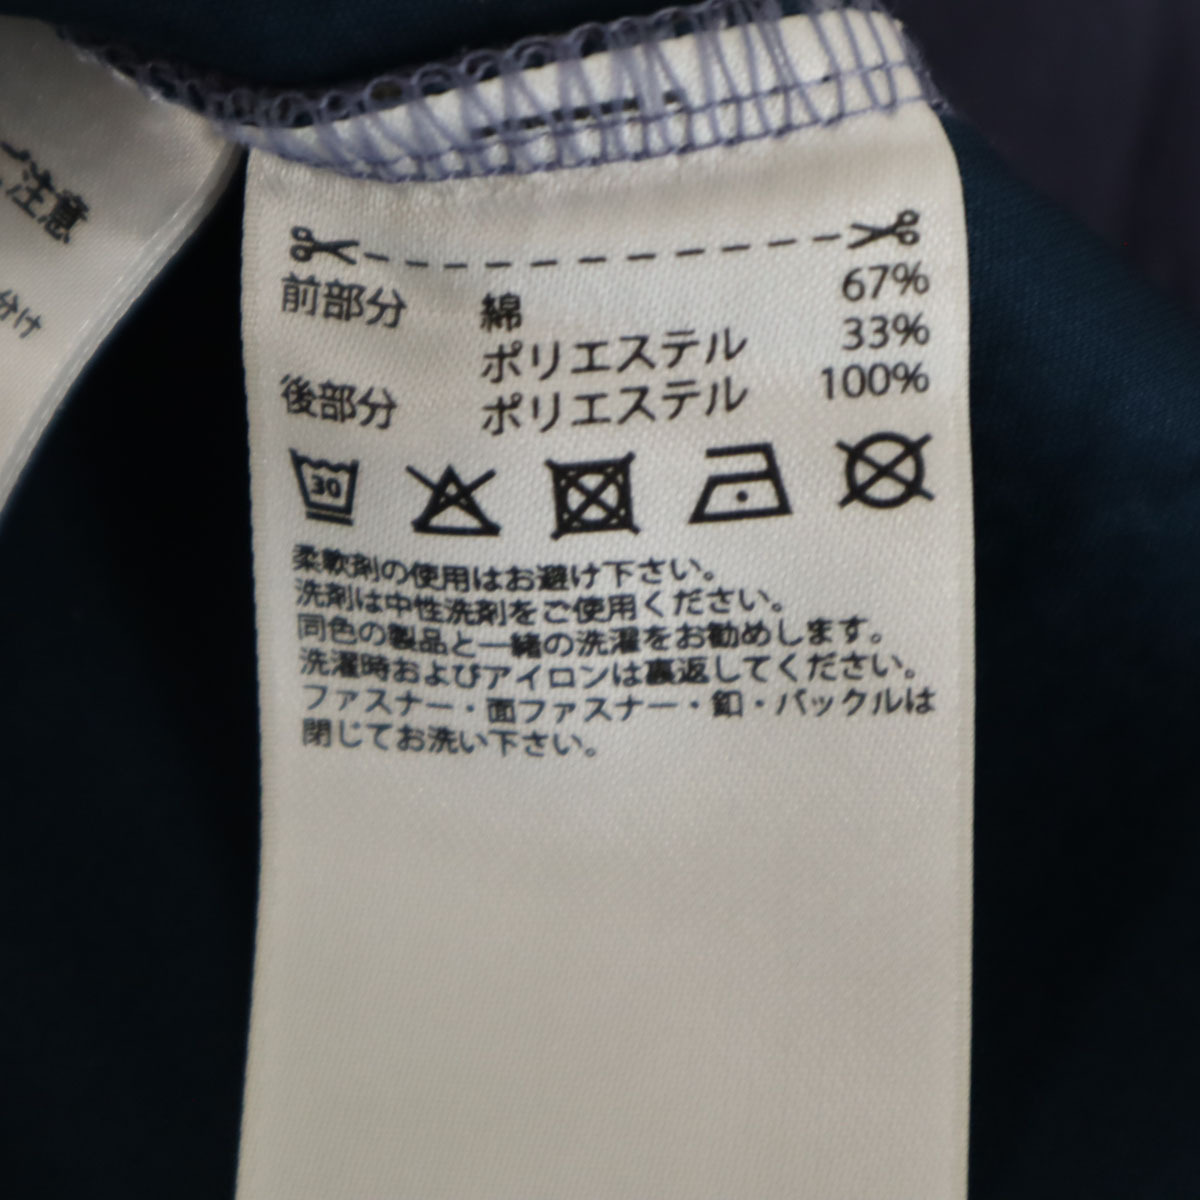 注意
分け
前部分 綿 67%
ポリエステル 33%
後部分 ポリエステル 100%
30
柔軟剤の使用はお避け下さい。
洗剤は中性洗剤をご使用ください。
同色の製品と一緒の洗濯をお勧めします。
洗濯時およびアイロンは裏返してください。
ファスナー・面ファスナー・釦・バックルは
閉じてお洗い下さい。